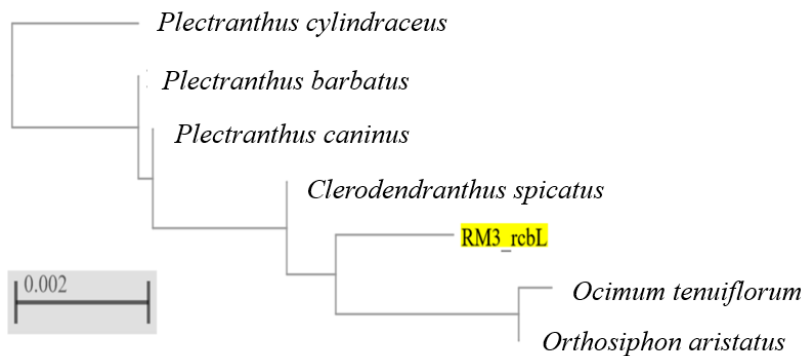 Plectranthus cylindraceus
Plectranthus barbatus
Plectranthus caninus
Clerodendranthus spicatus
RM3_rcbL
0.002
Ocimum tenuiflorum
Orthosiphon aristatus